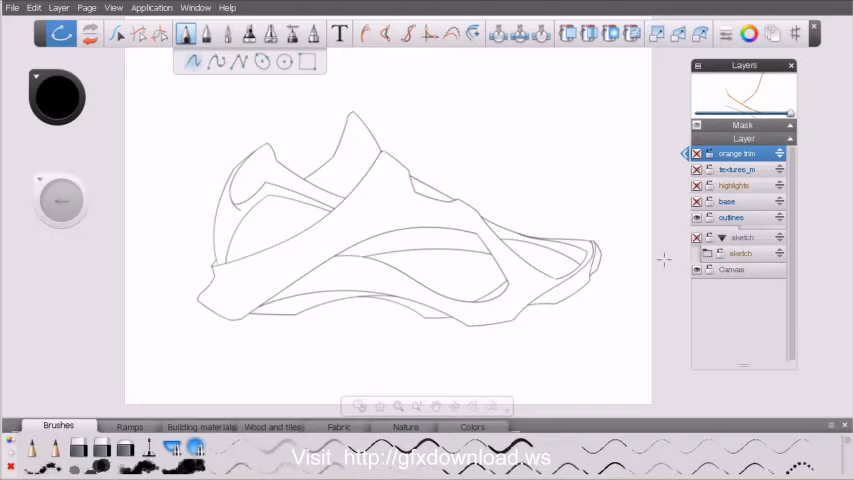 File Edit Layer Page Application Window Help
T
Layers
Mask
Layer
orange trim
textures_m
highlights
base
outlines
sketch
sketch
Canvas
Brushes Ramps Building materials Wood and tiles Fabric Nature Colors
Visit http://gfxdownload.ws